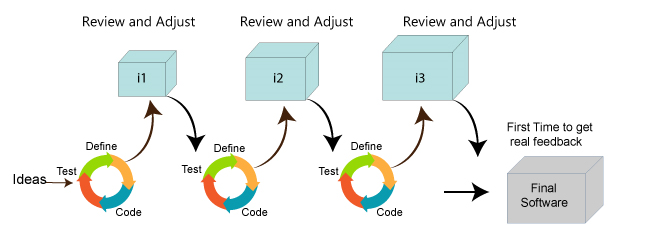 Review and Adjust
Review and Adjust
Review and Adjust
i1
i2
i3
First Time to get
real feedback
Ideas
Define
Test
Code
Define
Test
Code
Define
Test
Code
Final
Software